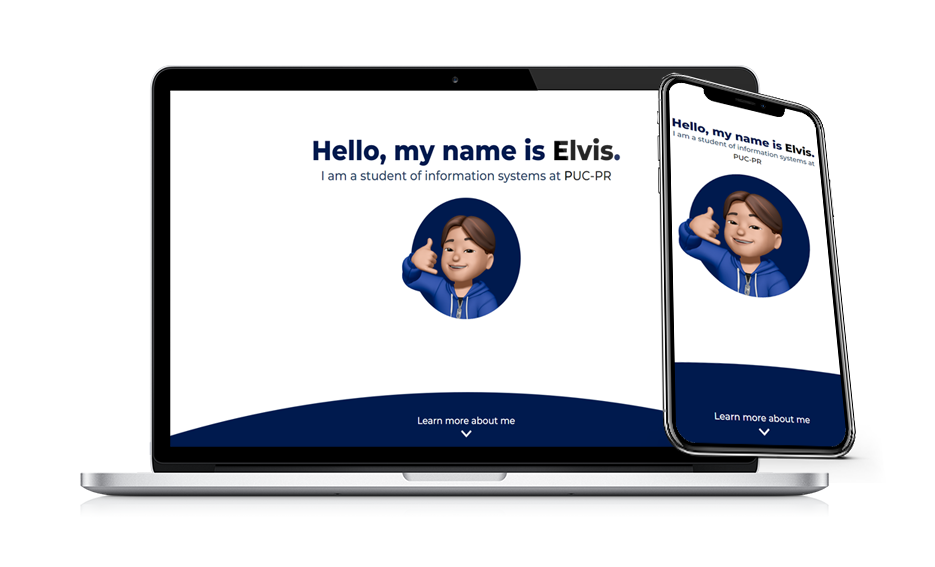 Hello, my name is Elvis.
I am a student of information systems at PUC-PR
Learn more about me
Hello, my name is Elvis.
I am a student of information systems at
PUC-PR
Learn more about me